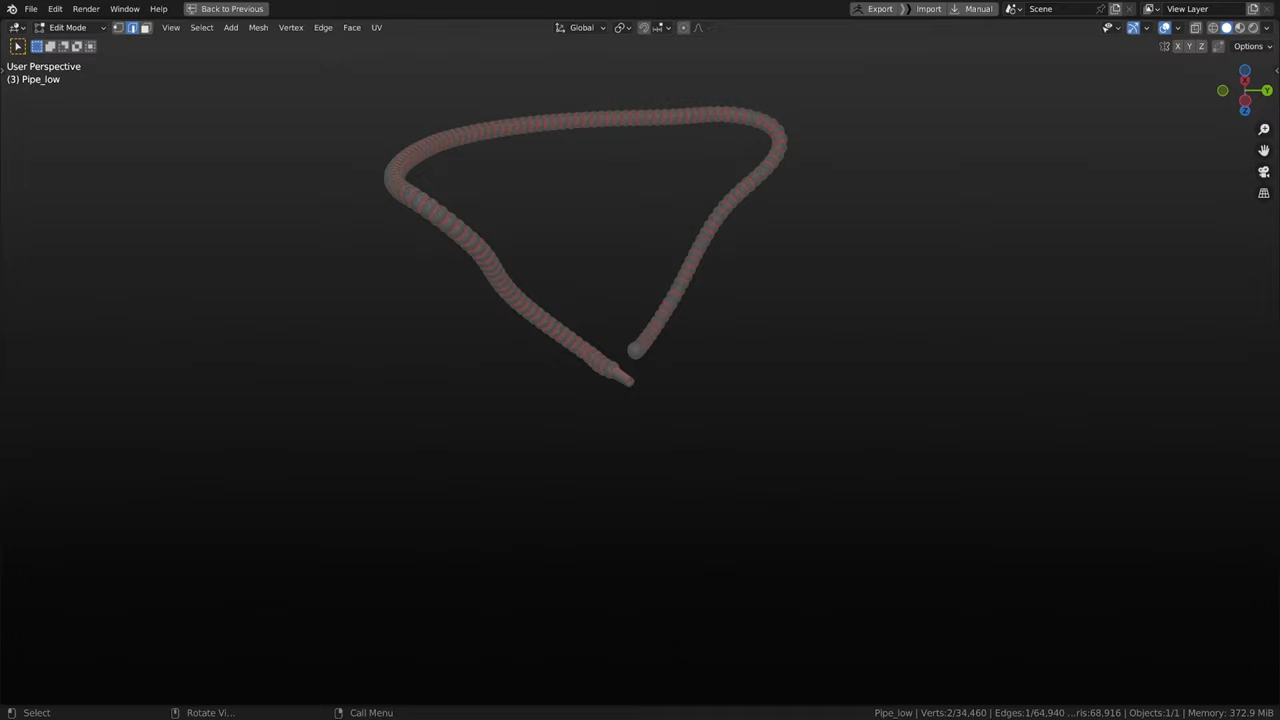 File Edit Render Window Help Back to Previous Export Import Manual Scene View Layer
Edit Mode View Select Add Mesh Vertex Edge Face UV Global
X Y Z Options
User Perspective
(3) Pipe_low
X
Y
Z
Select Rotate Vi... Call Menu Pipe_low | Verts:2/34,460 | Edges:1/64,940 ...ris:68,916 | Objects:1/1 | Memory: 372.9 MiB